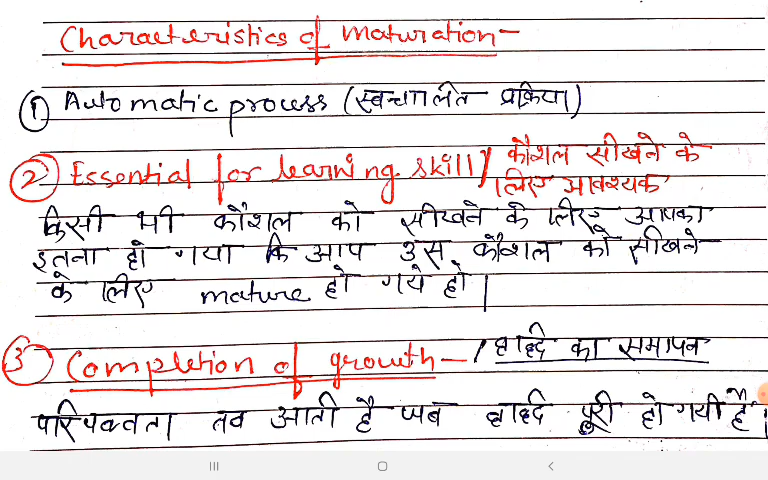 Characteristics of maturation-
① Automatic process (स्वचालित प्रक्रिया)
② Essential for learning skill / कौशल सीखने के
लिए आवश्यक
किसी भी कौशल को सीखने के लिए आपका
इतना हो गया कि आप उस कौशल को सीखने
के लिए mature हो गये हो |
③ Completion of growth- / वृद्धि का समापन
परिपक्वता तब आती है जब वृद्धि पूरी हो गयी है |